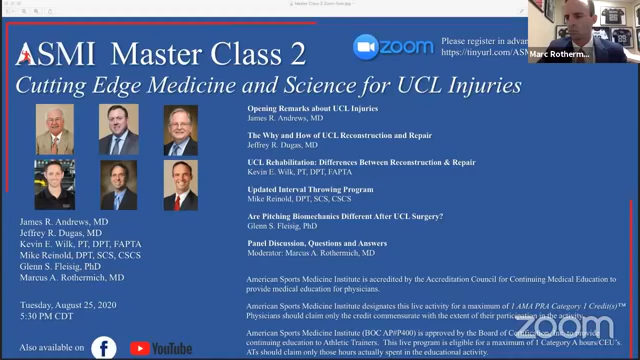 Master Class 2 Zoom Start.jpg
ASMI Master Class 2
zoom
Please register in advan
https://tinyurl.com/ASM
Marc Rotherm...
Cutting Edge Medicine and Science for UCL Injuries
Opening Remarks about UCL Injuries
James R. Andrews, MD
The Why and How of UCL Reconstruction and Repair
Jeffrey R. Dugas, MD
UCL Rehabilitation: Differences Between Reconstruction & Repair
Kevin E. Wilk, PT, DPT, FAPTA
Updated Interval Throwing Program
Mike Reinold, DPT, SCS, CSCS
Are Pitching Biomechanics Different After UCL Surgery?
Glenn S. Fleisig, PhD
Panel Discussion, Questions and Answers
Moderator: Marcus A. Rothermich, MD
James R. Andrews, MD
Jeffrey R. Dugas, MD
Kevin E. Wilk, PT, DPT, FAPTA
Mike Reinold, DPT, SCS, CSCS
Glenn S. Fleisig, PhD
Marcus A. Rothermich, MD
Tuesday, August 25, 2020
5:30 PM CDT
Also available on
YouTube
American Sports Medicine Institute is accredited by the Accreditation Council for Continuing Medical Education to
provide medical education for physicians.
American Sports Medicine Institute designates this live activity for a maximum of 1 AMA PRA Category 1 Credit(s)™
Physicians should claim only the credit commensurate with the extent of their participation in the activity.
American Sports Medicine Institute (BOC AP#P400) is approved by the Board of Certification, Inc. to provide
continuing education to Athletic Trainers. This live program is eligible for a maximum of 1 Category A hours/CEU's.
ATs should claim only those hours actually spent in the educational activity.
zoom